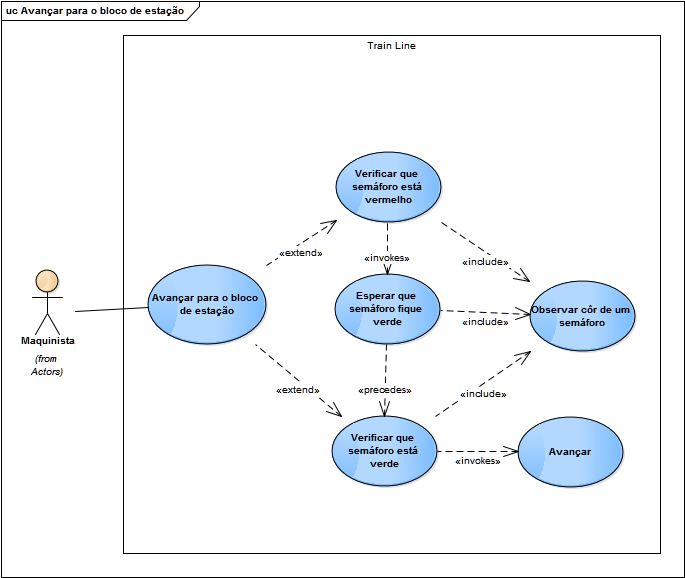 uc Avançar para o bloco de estação
Train Line
Verificar que
semáforo está
vermelho
«extend»
«invokes»
«include»
Avançar para o bloco
de estação
Esperar que
semáforo fique
verde
«include»
Observar côr de um
semáforo
Maquinista
(from
Actors)
«extend»
«precedes»
«include»
Verificar que
semáforo está
verde
«invokes»
Avançar